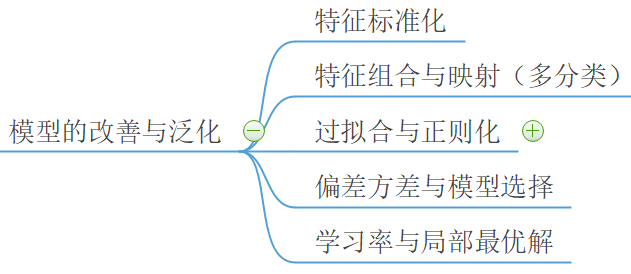 特征标准化
特征组合与映射（多分类）
模型的改善与泛化
过拟合与正则化
偏差方差与模型选择
学习率与局部最优解